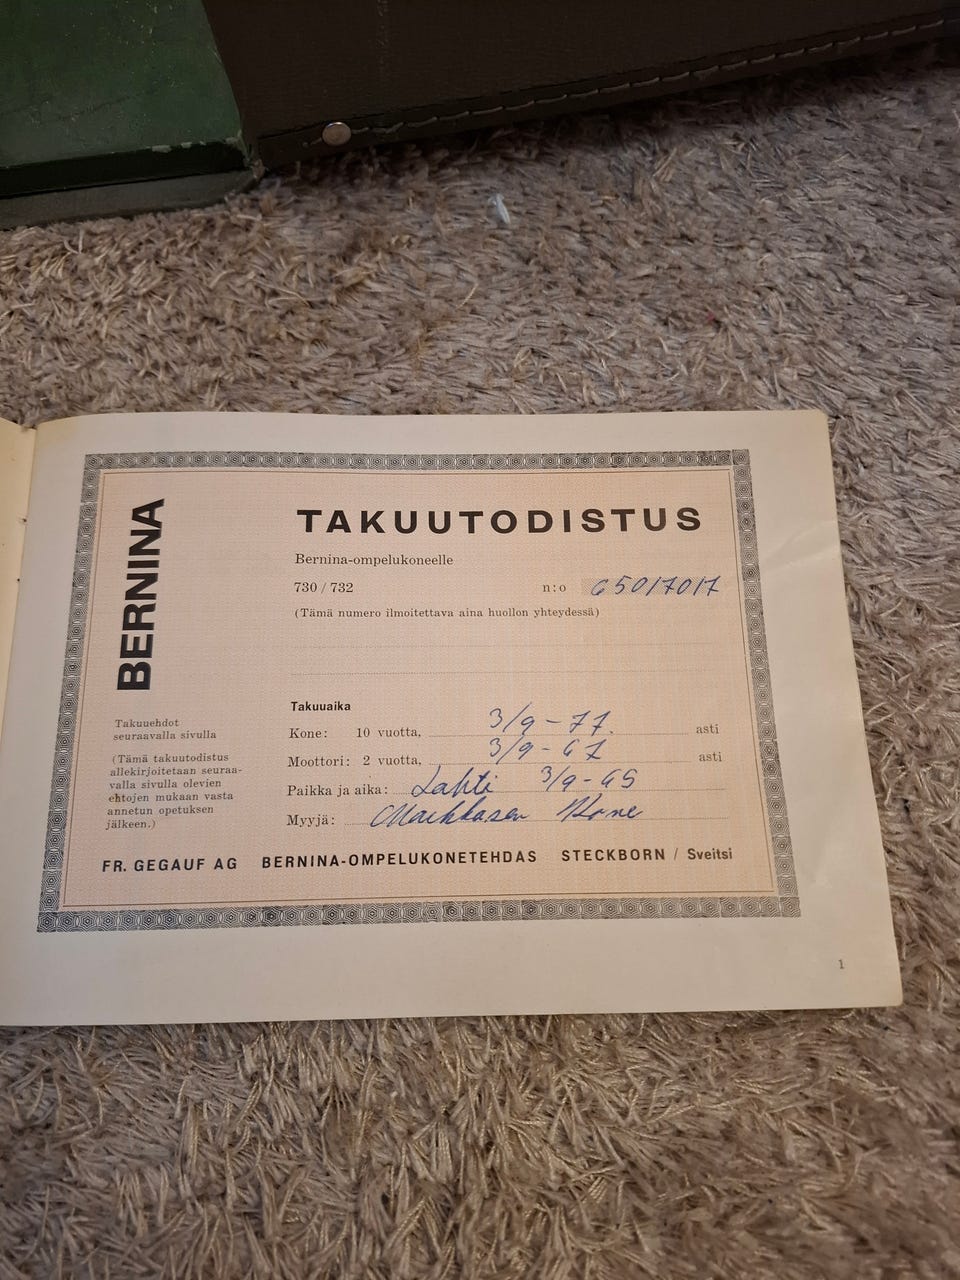 BERNINA
TAKUUTODISTUS
Bernina-ompelukoneelle
730 / 732 n:o 65017017
(Tämä numero ilmoitettava aina huollon yhteydessä)
Takuuaika
Kone: 10 vuotta, 3/9 - 77. asti
Moottori: 2 vuotta, 3/9 - 67 asti
Paikka ja aika: Lahti 3/9 - 65
Myyjä: Kone
Takuuehdot
seuraavalla sivulla
(Tämä takuutodistus
allekirjoitetaan seuraa-
valla sivulla olevien
ehtojen mukaan vasta
annetun opetuksen
jälkeen.)
FR. GEGAUF AG BERNINA-OMPELUKONETEHDAS STECKBORN / Sveitsi
1